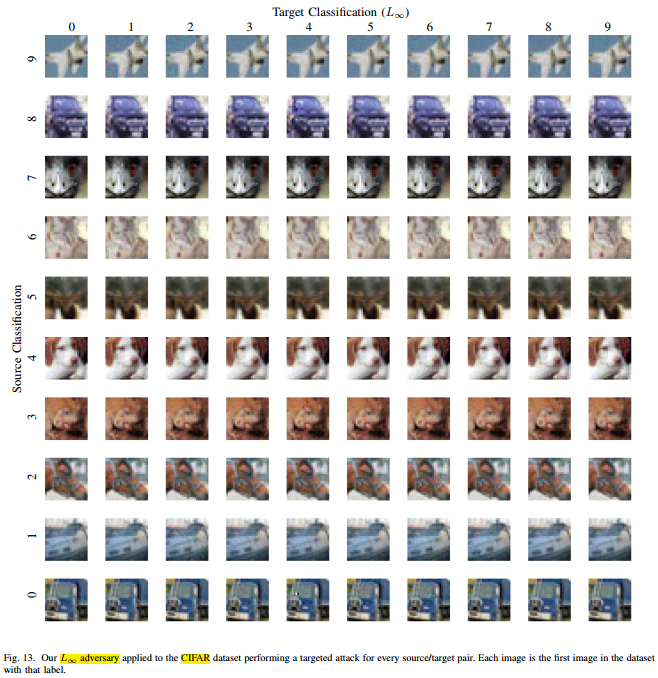 Target Classification (L∞)
0 1 2 3 4 5 6 7 8 9
Source Classification
9
8
7
6
5
4
3
2
1
0
Fig. 13. Our L∞ adversary applied to the CIFAR dataset performing a targeted attack for every source/target pair. Each image is the first image in the dataset
with that label.